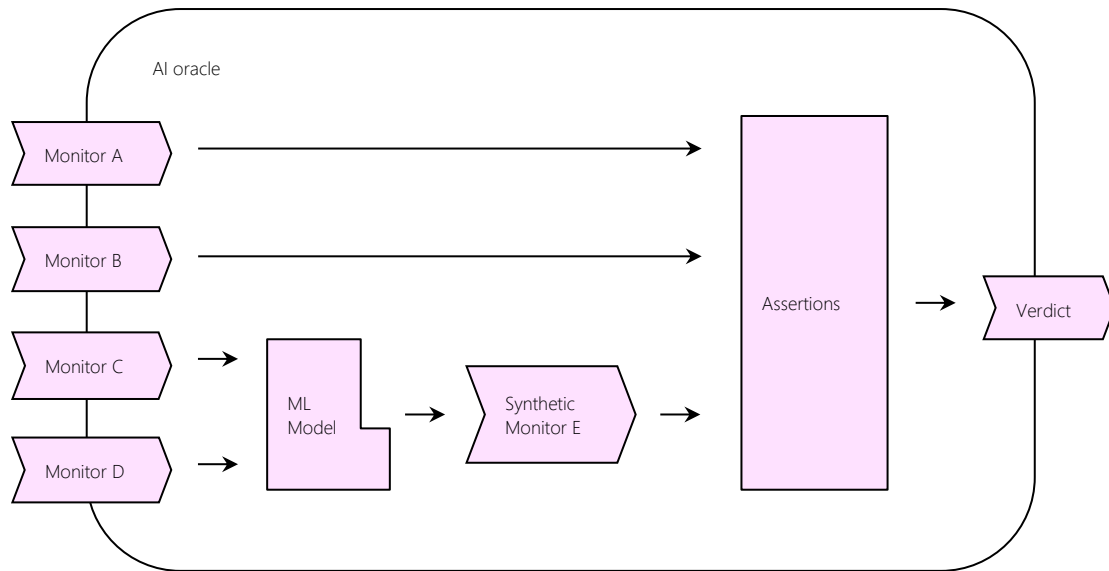 AI oracle
Monitor A
Monitor B
Assertions
Verdict
Monitor C
ML
Model
Synthetic
Monitor E
Monitor D